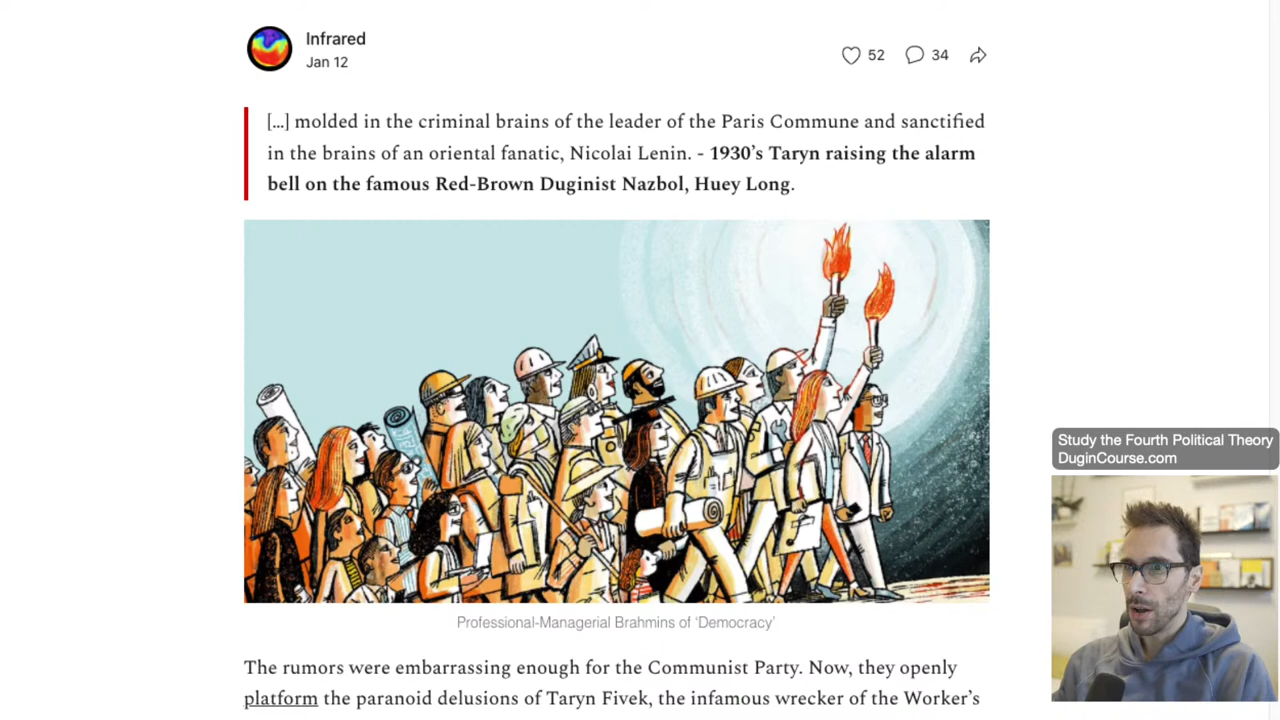 Infrared
Jan 12
52
34
[...] molded in the criminal brains of the leader of the Paris Commune and sanctified
in the brains of an oriental fanatic, Nicolai Lenin. - 1930’s Taryn raising the alarm
bell on the famous Red-Brown Duginist Nazbol, Huey Long.
Study the Fourth Political Theory
DuginCourse.com
Professional-Managerial Brahmins of ‘Democracy’
The rumors were embarrassing enough for the Communist Party. Now, they openly
platform the paranoid delusions of Taryn Fivek, the infamous wrecker of the Worker’s